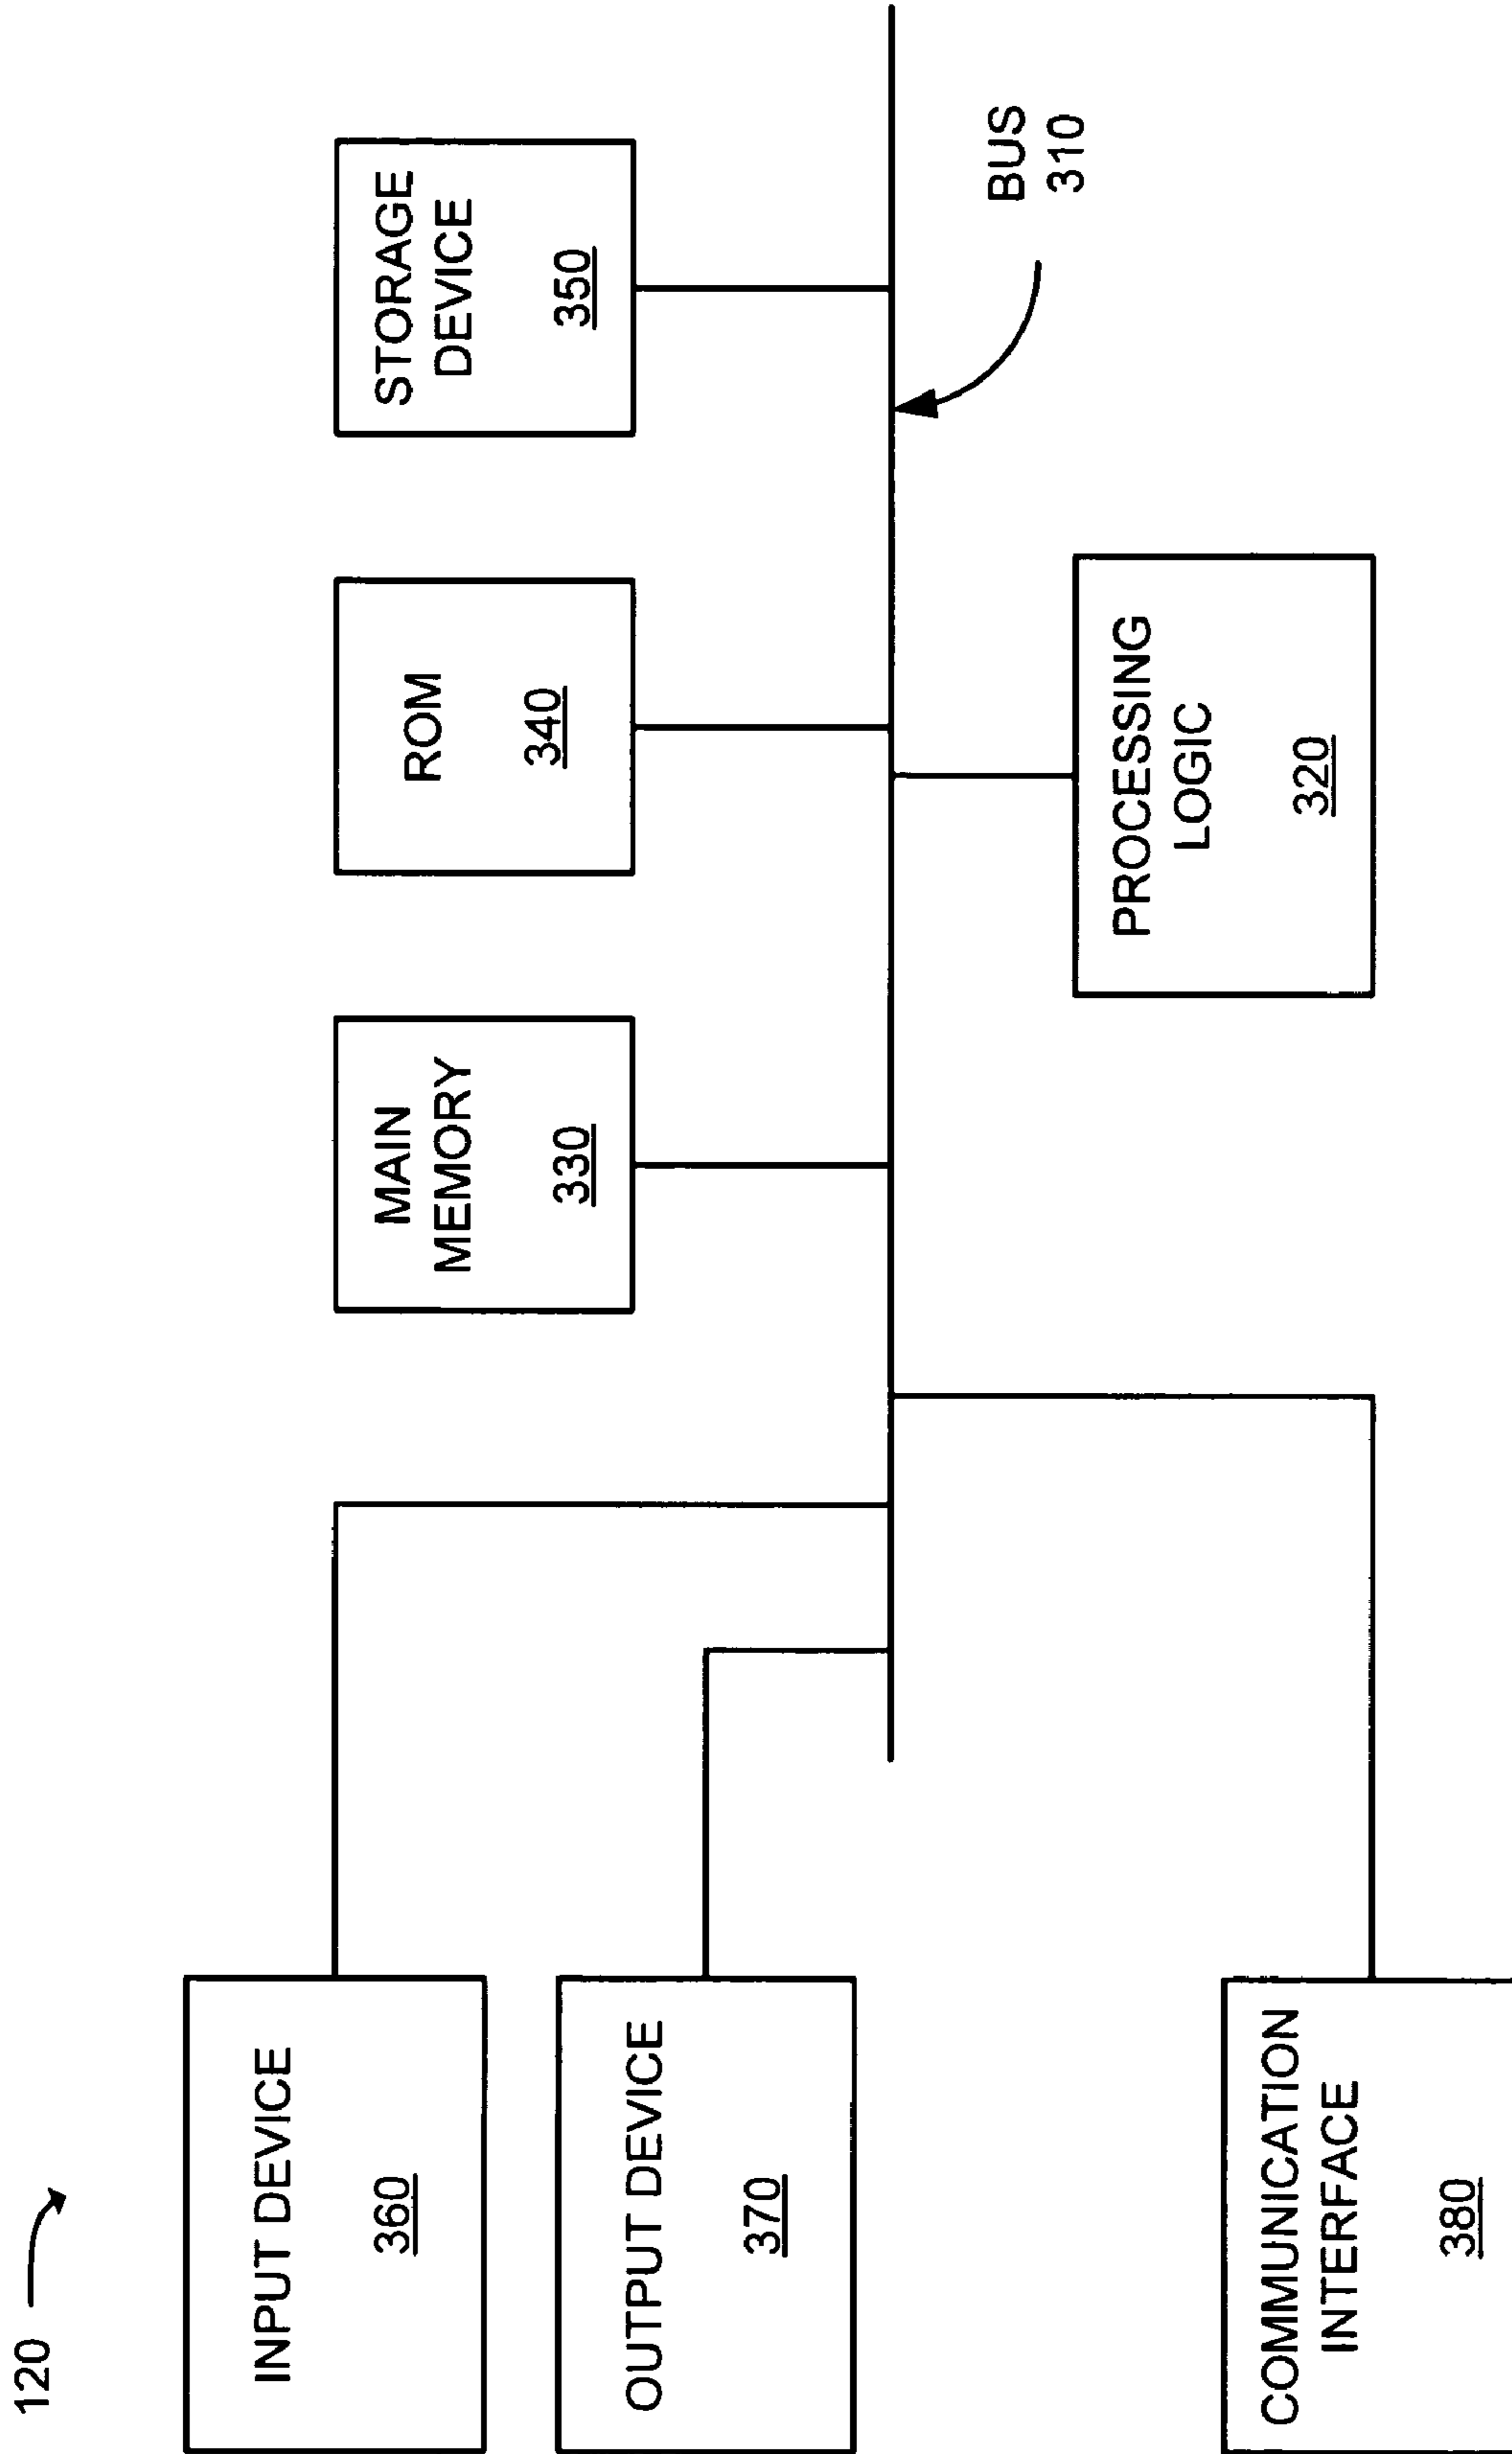 120
INPUT DEVICE
360
OUTPUT DEVICE
370
COMMUNICATION
INTERFACE
380
MAIN
MEMORY
330
ROM
340
STORAGE
DEVICE
350
PROCESSING
LOGIC
320
BUS
310